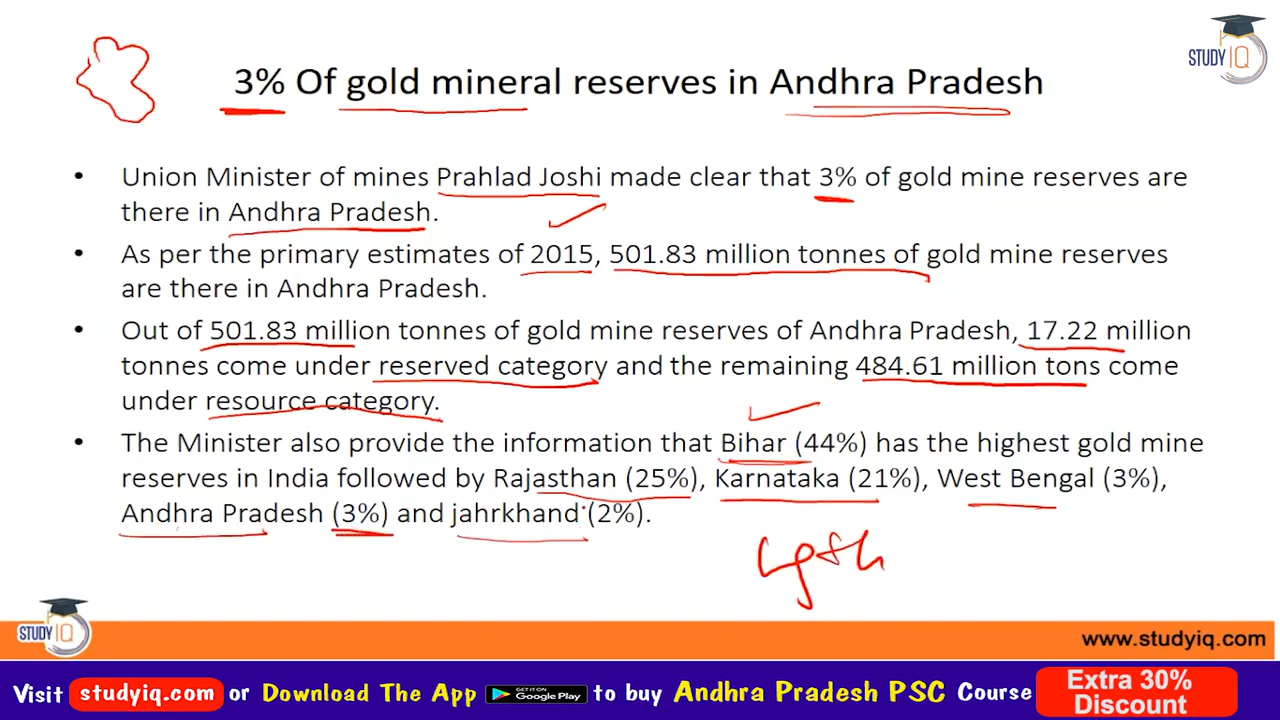 STUDY IQ
3% Of gold mineral reserves in Andhra Pradesh
• Union Minister of mines Prahlad Joshi made clear that 3% of gold mine reserves are
there in Andhra Pradesh.
• As per the primary estimates of 2015, 501.83 million tonnes of gold mine reserves
are there in Andhra Pradesh.
• Out of 501.83 million tonnes of gold mine reserves of Andhra Pradesh, 17.22 million
tonnes come under reserved category and the remaining 484.61 million tons come
under resource category.
• The Minister also provide the information that Bihar (44%) has the highest gold mine
reserves in India followed by Rajasthan (25%), Karnataka (21%), West Bengal (3%),
Andhra Pradesh (3%) and jahrkhand (2%).
STUDY IQ
www.studyiq.com
Visit studyiq.com or Download The App GET IT ON Google Play to buy Andhra Pradesh PSC Course
Extra 30%
Discount